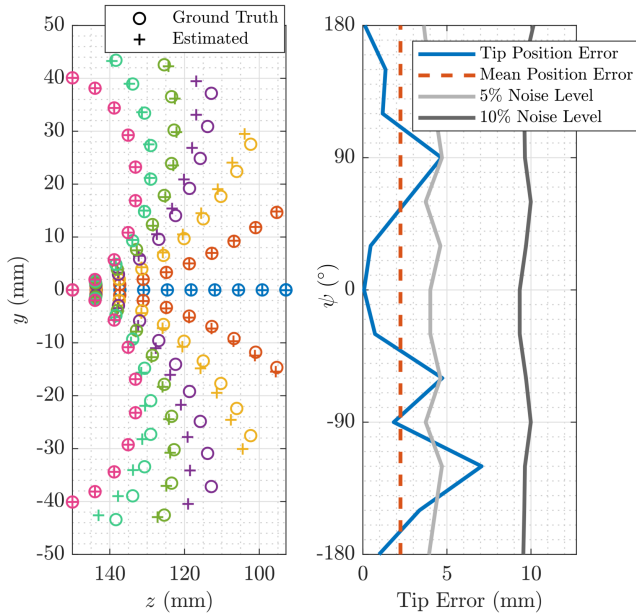 Ground Truth
Estimated
50
40
30
20
10
0
-10
-20
-30
-40
-50
y (mm)
140 120 100
z (mm)
Tip Position Error
Mean Position Error
5% Noise Level
10% Noise Level
-180
90
0
-90
-180
ψ (°)
0 5 10
Tip Error (mm)